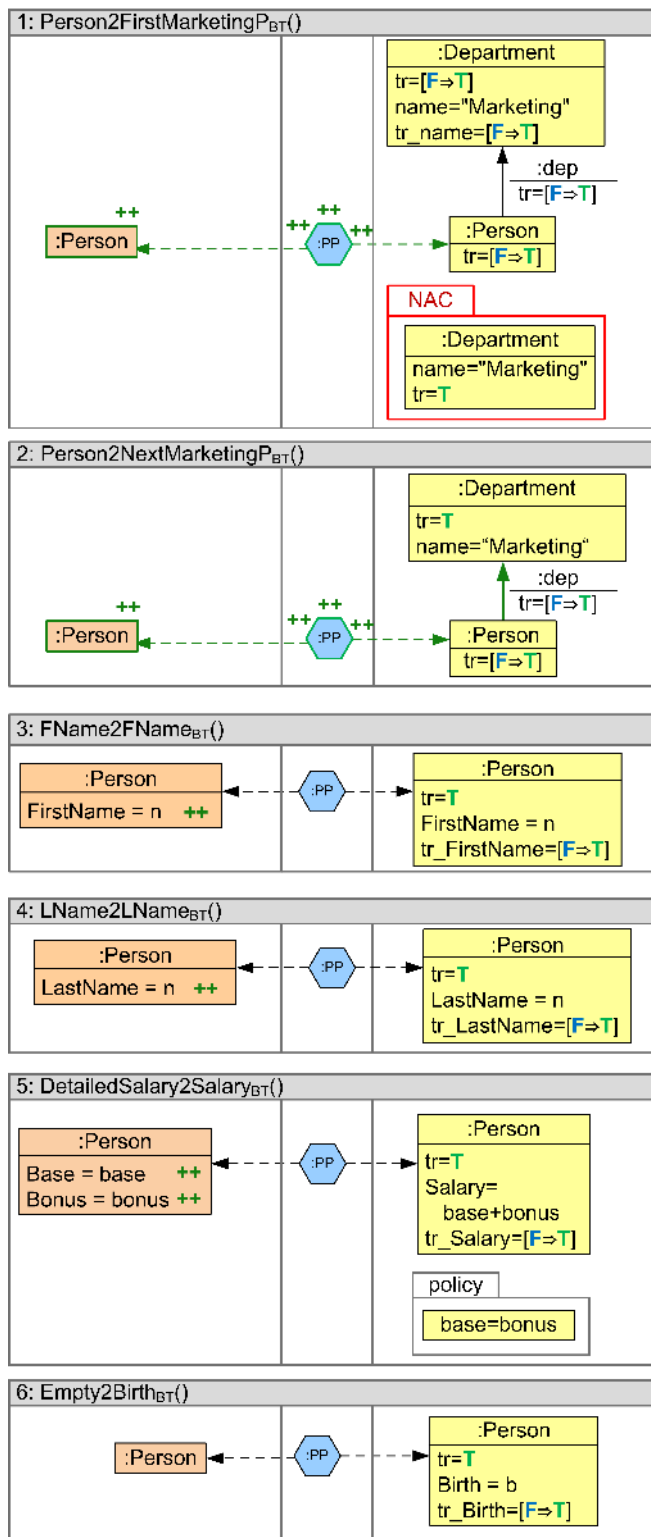 1: Person2FirstMarketingP_BT()
:Department
tr=[F⇒T]
name="Marketing"
tr_name=[F⇒T]
:dep
tr=[F⇒T]
++
++
++
++
:Person
:PP
:Person
tr=[F⇒T]
NAC
:Department
name="Marketing"
tr=T
2: Person2NextMarketingP_BT()
:Department
tr=T
name=“Marketing“
:dep
tr=[F⇒T]
++
++
++
++
:Person
:PP
:Person
tr=[F⇒T]
3: FName2FName_BT()
:Person
FirstName = n ++
:PP
:Person
tr=T
FirstName = n
tr_FirstName=[F⇒T]
4: LName2LName_BT()
:Person
LastName = n ++
:PP
:Person
tr=T
LastName = n
tr_LastName=[F⇒T]
5: DetailedSalary2Salary_BT()
:Person
Base = base ++
Bonus = bonus ++
:PP
:Person
tr=T
Salary=
base+bonus
tr_Salary=[F⇒T]
policy
base=bonus
6: Empty2Birth_BT()
:Person
:PP
:Person
tr=T
Birth = b
tr_Birth=[F⇒T]